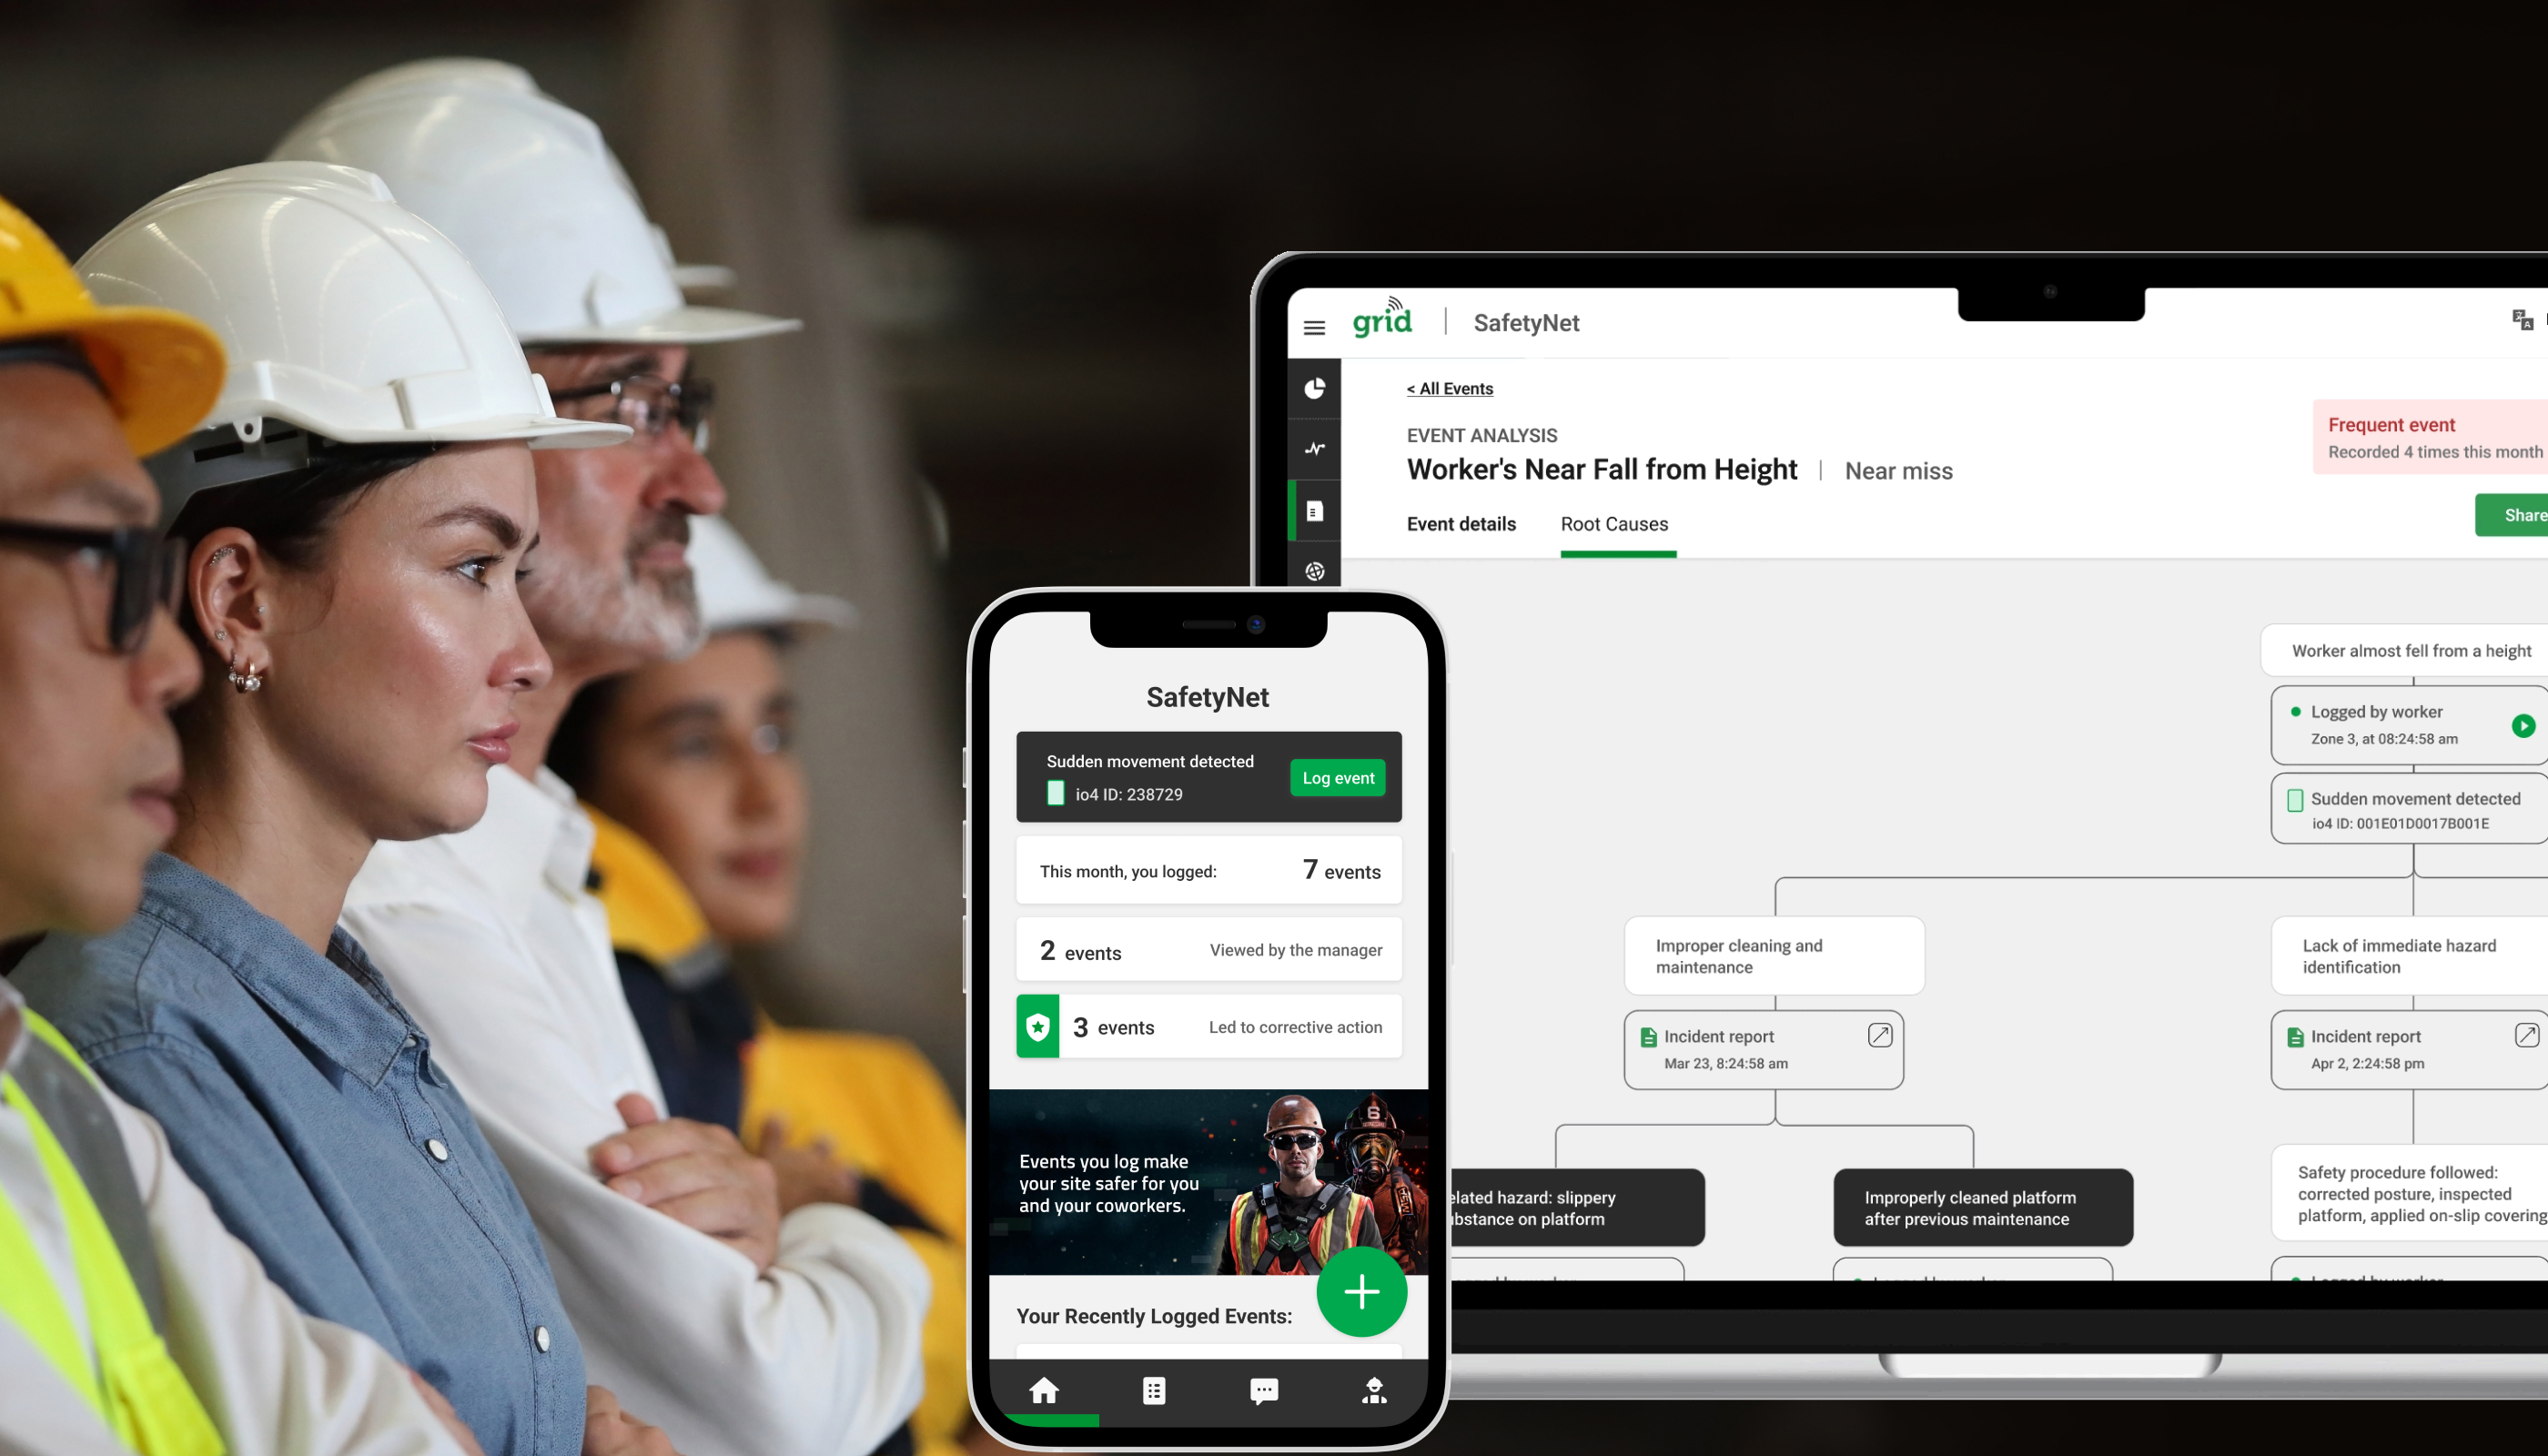 grid
SafetyNet
< All Events
EVENT ANALYSIS
Worker's Near Fall from Height | Near miss
Frequent event
Recorded 4 times this month
Share
Event details
Root Causes
Worker almost fell from a height
Logged by worker
Zone 3, at 08:24:58 am
Sudden movement detected
io4 ID: 001E01D0017B001E
Improper cleaning and
maintenance
Lack of immediate hazard
identification
Incident report
Mar 23, 8:24:58 am
Incident report
Apr 2, 2:24:58 pm
hazard: slippery
on platform
Improperly cleaned platform
after previous maintenance
Safety procedure followed:
corrected posture, inspected
platform, applied on-slip covering
SafetyNet
Sudden movement detected
io4 ID: 238729
Log event
This month, you logged:
7 events
2 events
Viewed by the manager
3 events
Led to corrective action
Events you log make
your site safer for you
and your coworkers.
6
Your Recently Logged Events: